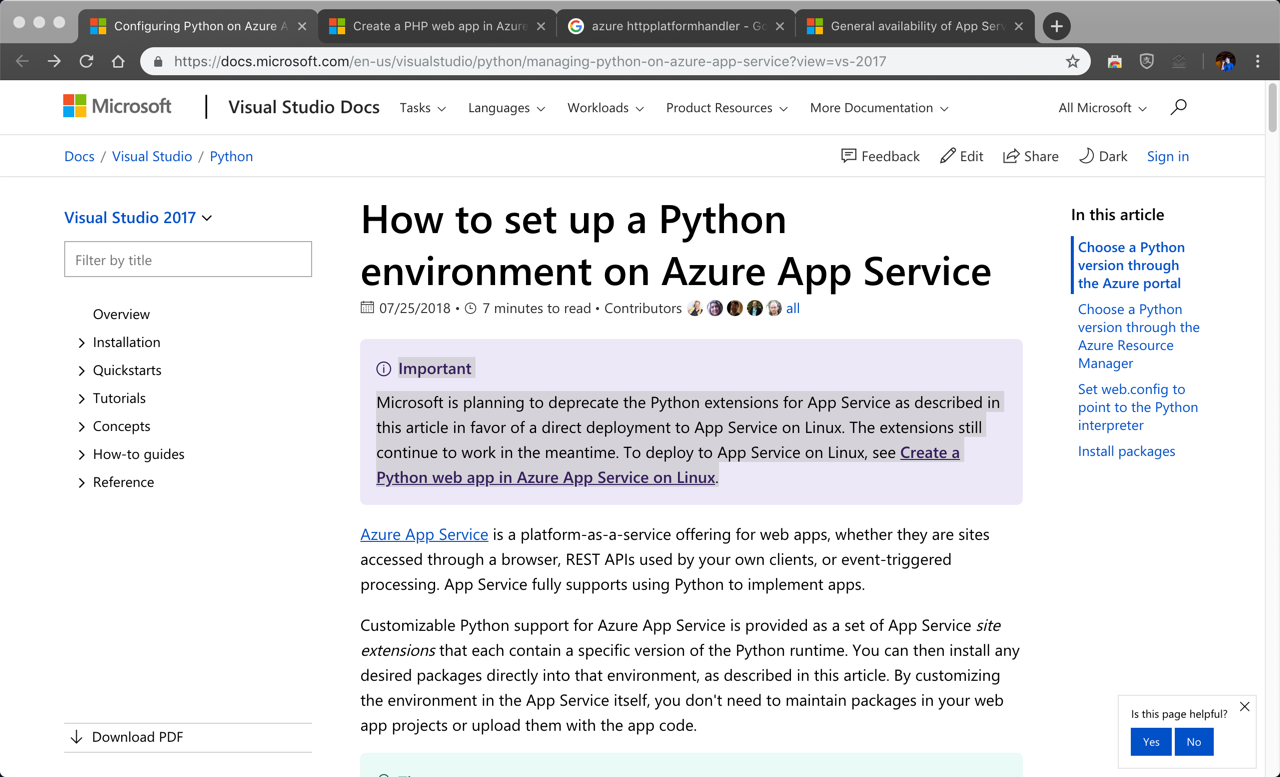 Configuring Python on Azure A
Create a PHP web app in Azure
azure httpplatformhandler - Go
General availability of App Serv
https://docs.microsoft.com/en-us/visualstudio/python/managing-python-on-azure-app-service?view=vs-2017
Microsoft
Visual Studio Docs
Tasks
Languages
Workloads
Product Resources
More Documentation
All Microsoft
Docs / Visual Studio / Python
Feedback
Edit
Share
Dark
Sign in
Visual Studio 2017
Filter by title
Overview
Installation
Quickstarts
Tutorials
Concepts
How-to guides
Reference
Download PDF
How to set up a Python
environment on Azure App Service
07/25/2018 • 7 minutes to read • Contributors all
Important
Microsoft is planning to deprecate the Python extensions for App Service as described in
this article in favor of a direct deployment to App Service on Linux. The extensions still
continue to work in the meantime. To deploy to App Service on Linux, see Create a
Python web app in Azure App Service on Linux.
Azure App Service is a platform-as-a-service offering for web apps, whether they are sites
accessed through a browser, REST APIs used by your own clients, or event-triggered
processing. App Service fully supports using Python to implement apps.
Customizable Python support for Azure App Service is provided as a set of App Service site
extensions that each contain a specific version of the Python runtime. You can then install any
desired packages directly into that environment, as described in this article. By customizing
the environment in the App Service itself, you don't need to maintain packages in your web
app projects or upload them with the app code.
In this article
Choose a Python
version through
the Azure portal
Choose a Python
version through the
Azure Resource
Manager
Set web.config to
point to the Python
interpreter
Install packages
Is this page helpful?
Yes
No